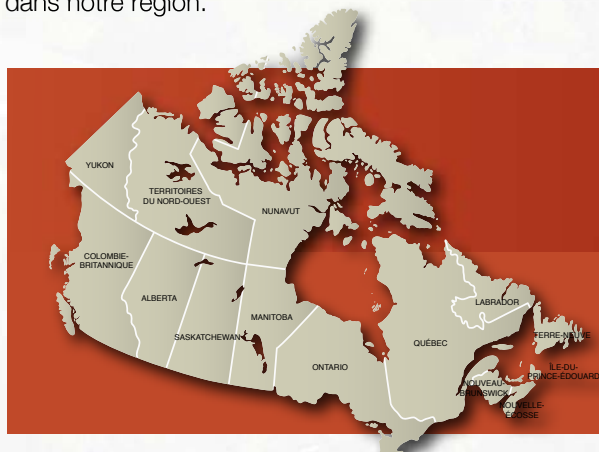 dans notre région.
YUKON
TERRITOIRES
DU NORD-OUEST
NUNAVUT
COLOMBIE-
BRITANNIQUE
ALBERTA
SASKATCHEWAN
MANITOBA
ONTARIO
QUÉBEC
LABRADOR
TERRE-NEUVE
ÎLE-DU-
PRINCE-ÉDOUARD
NOUVEAU-
BRUNSWICK
NOUVELLE-
ÉCOSSE